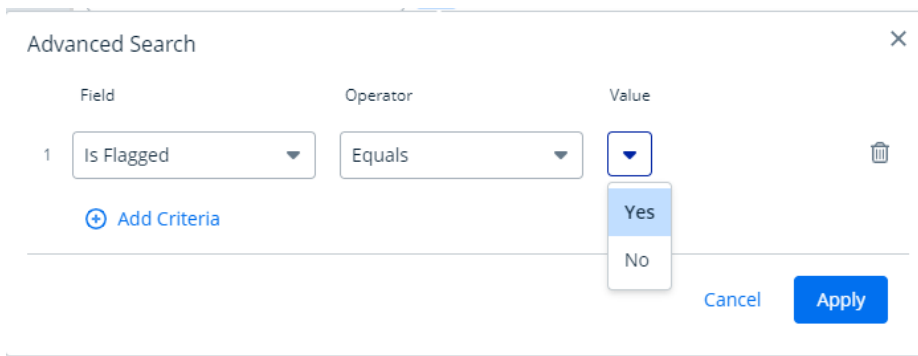 Advanced Search
Field Operator Value
1 Is Flagged Equals
Yes
Add Criteria
No
Cancel Apply